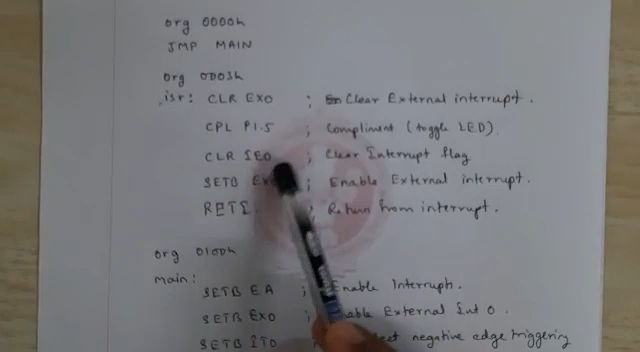 org 0000h
JMP MAIN
org 0003h
isr: CLR EX0 ; Clear External interrupt.
CPL P1.5 ; Compliment (toggle LED).
CLR IE0 ; Clear Interrupt flag
SETB ; Enable External interrupt.
RETI. ; Return from interrupt.
org 0100h
main:
SETB EA ; Enable Interrupt.
SETB EX0 ; External Int 0.
SETB IT0 negative edge triggering